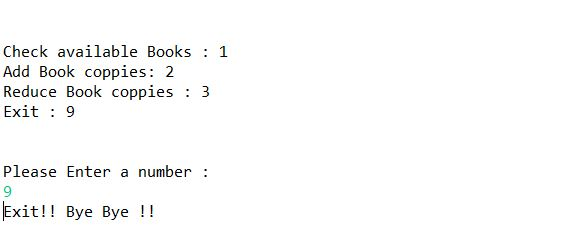 Check available Books : 1
Add Book coppies: 2
Reduce Book coppies : 3
Exit : 9
Please Enter a number :
9
Exit!! Bye Bye !!